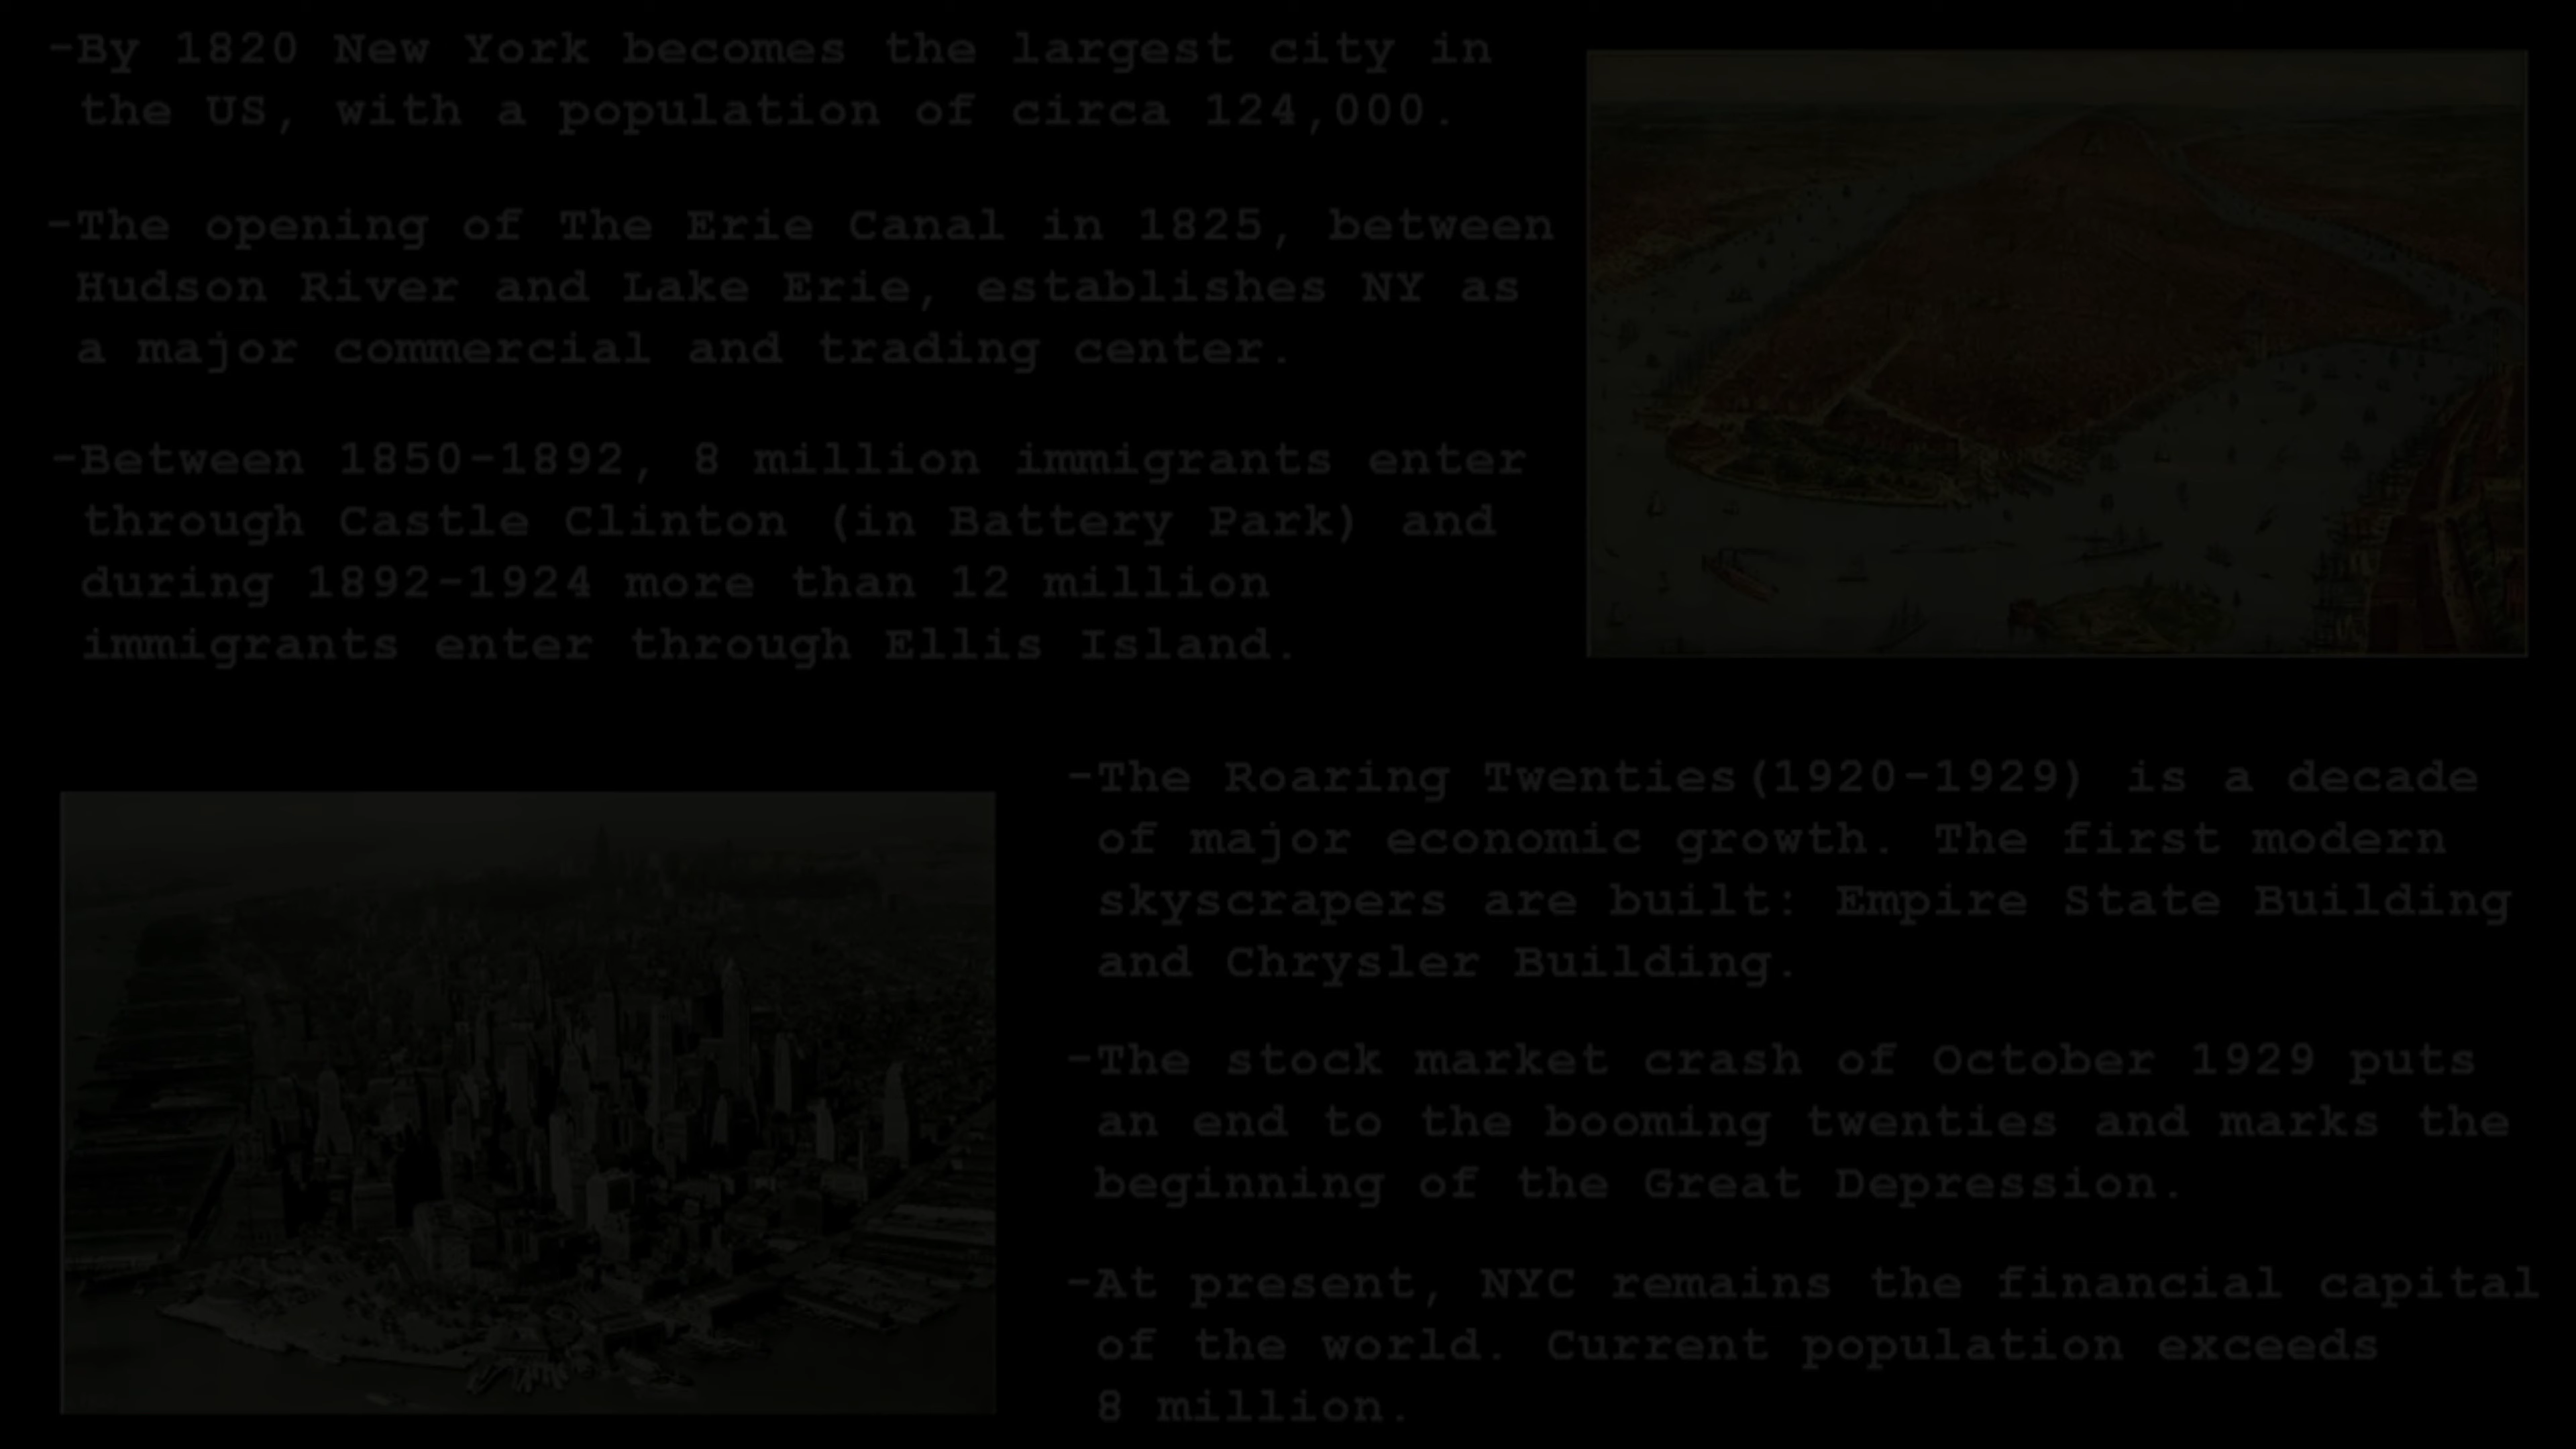 -By 1820 New York becomes the largest city in
the US, with a population of circa 124,000.
-The opening of The Erie Canal in 1825, between
Hudson River and Lake Erie, establishes NY as
a major commercial and trading center.
-Between 1850-1892, 8 million immigrants enter
through Castle Clinton (in Battery Park) and
during 1892-1924 more than 12 million
immigrants enter through Ellis Island.
-The Roaring Twenties(1920-1929) is a decade
of major economic growth. The first modern
skyscrapers are built: Empire State Building
and Chrysler Building.
-The stock market crash of October 1929 puts
an end to the booming twenties and marks the
beginning of the Great Depression.
-At present, NYC remains the financial capital
of the world. Current population exceeds
8 million.